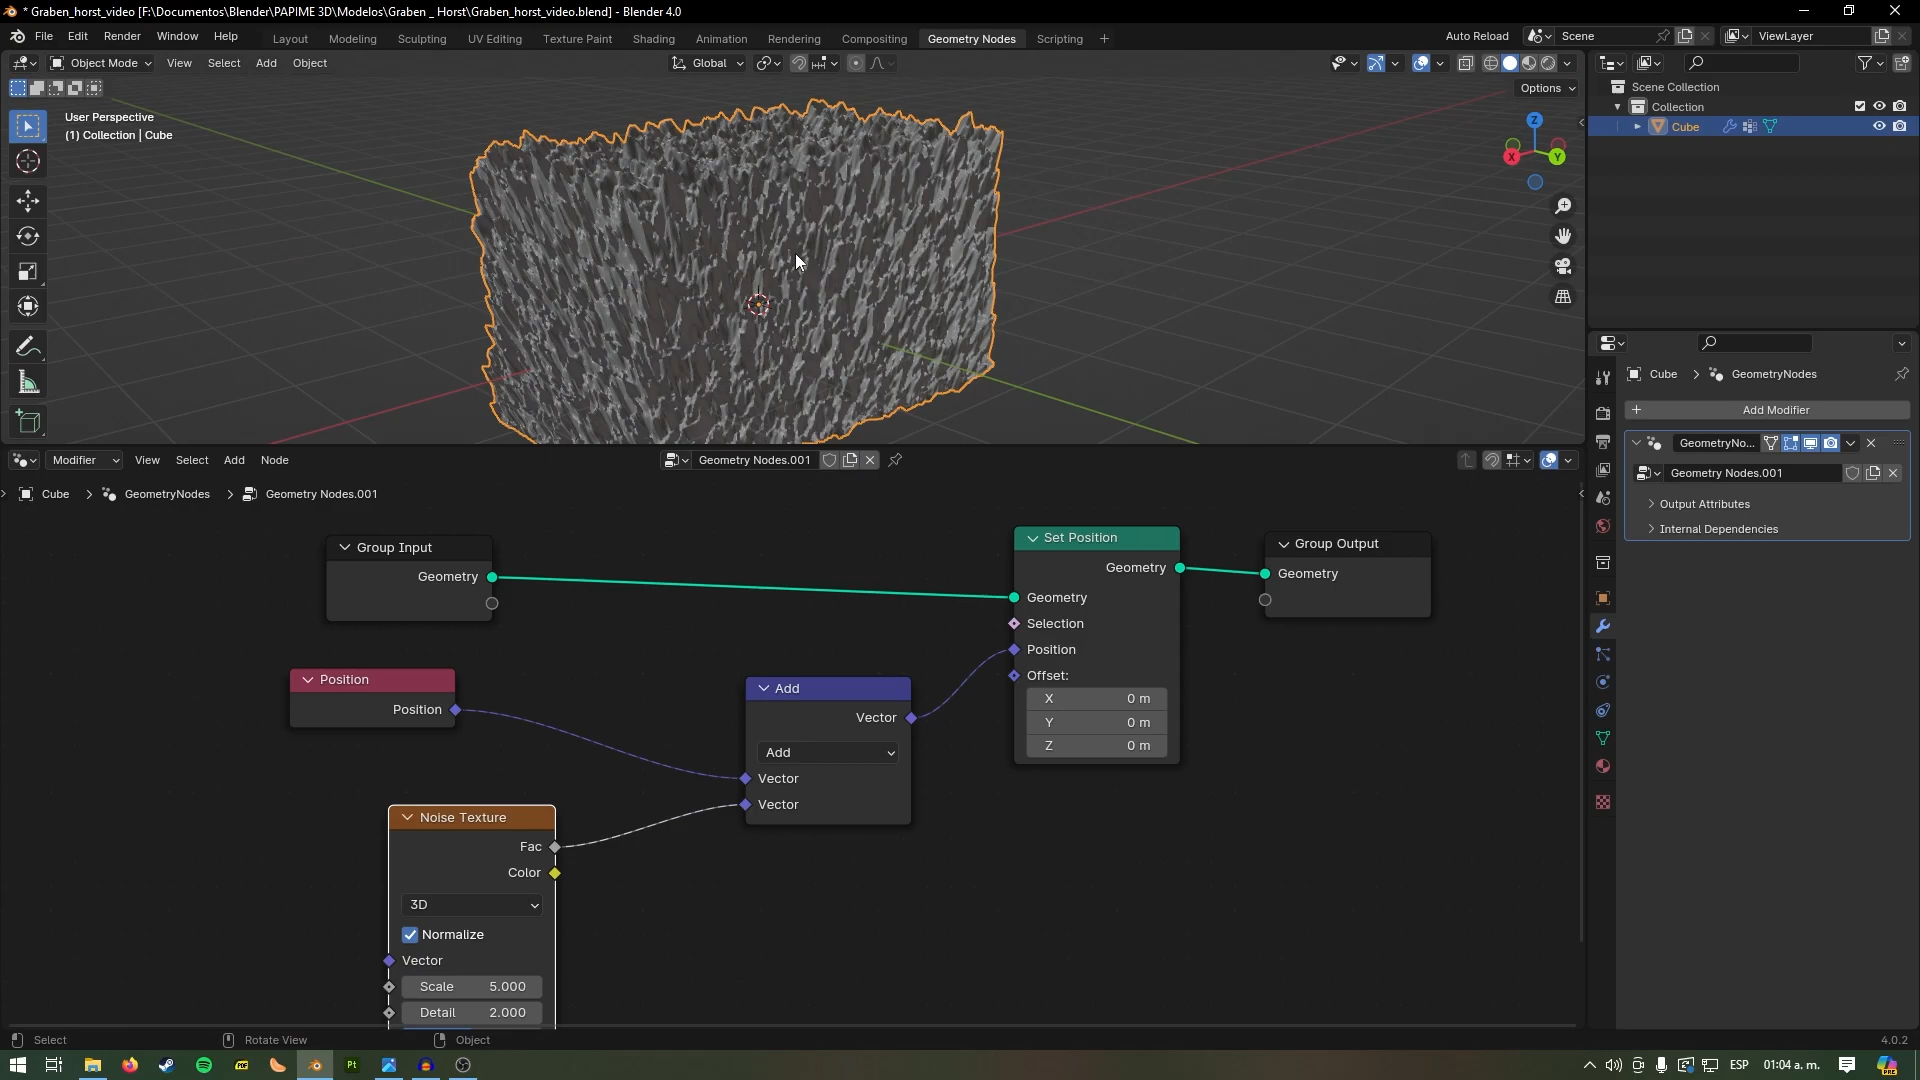 * Graben_horst_video [F:\Documentos\Blender\PAPIME 3D\Modelos\Graben _ Horst\Graben_horst_video.blend] - Blender 4.0
File Edit Render Window Help Layout Modeling Sculpting UV Editing Texture Paint Shading Animation Rendering Compositing Geometry Nodes Scripting + Auto Reload Scene ViewLayer
Object Mode View Select Add Object Global
Options
User Perspective
(1) Collection | Cube
Z
X
Y
Scene Collection
Collection
Cube
Cube GeometryNodes
Add Modifier
GeometryNo...
Geometry Nodes.001
Output Attributes
Internal Dependencies
Modifier View Select Add Node Geometry Nodes.001
Cube GeometryNodes Geometry Nodes.001
Group Input
Geometry
Position
Position
Noise Texture
Fac
Color
3D
Normalize
Vector
Scale 5.000
Detail 2.000
Add
Vector
Add
Vector
Vector
Set Position
Geometry
Geometry
Selection
Position
Offset:
X 0 m
Y 0 m
Z 0 m
Group Output
Geometry
Select Rotate View Object 4.0.2
PDF
Pt
ESP 01:04 a. m.
PRE